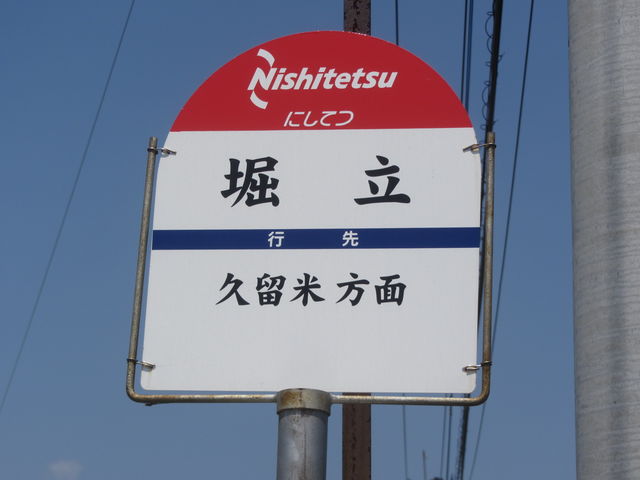 Nishitetsu
にしてつ
堀立
行先
久留米方面